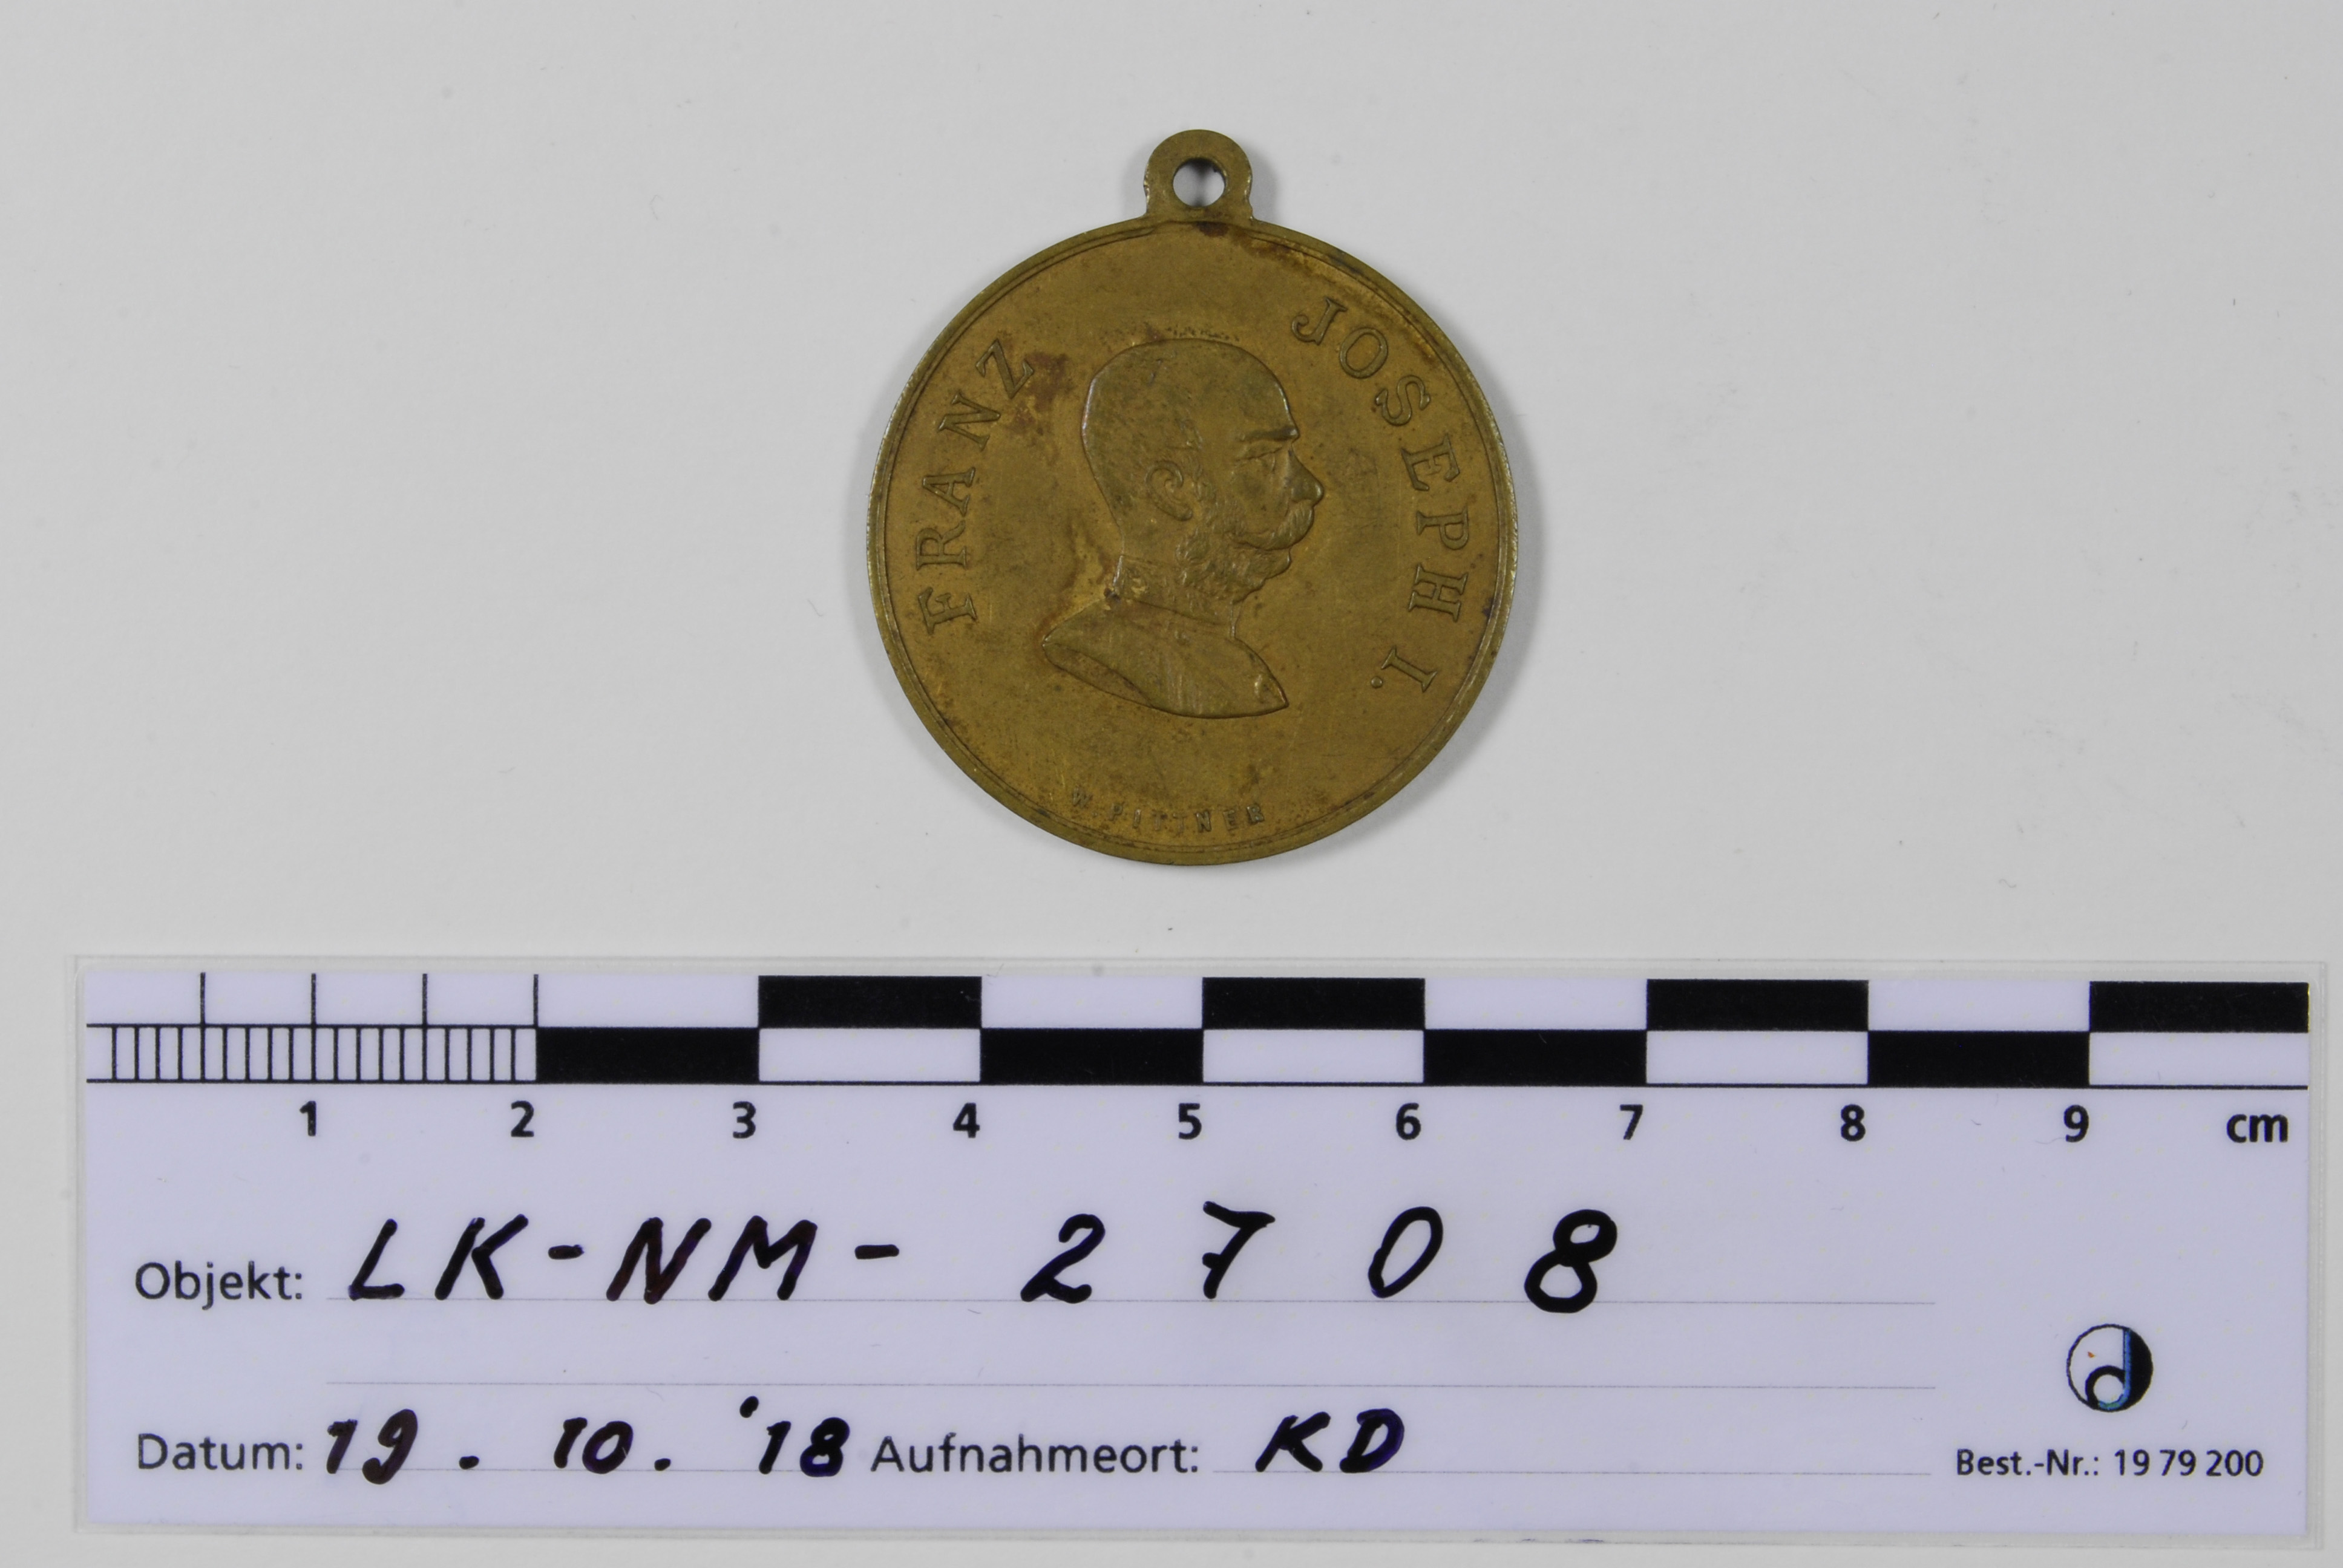 FRANZ JOSEPH I.
W. PITTNER
1 2 3 4 5 6 7 8 9 cm
Objekt: LK-NM- 2708
Datum: 19. 10. '18 Aufnahmeort: KD
Best.-Nr.: 19 79 200